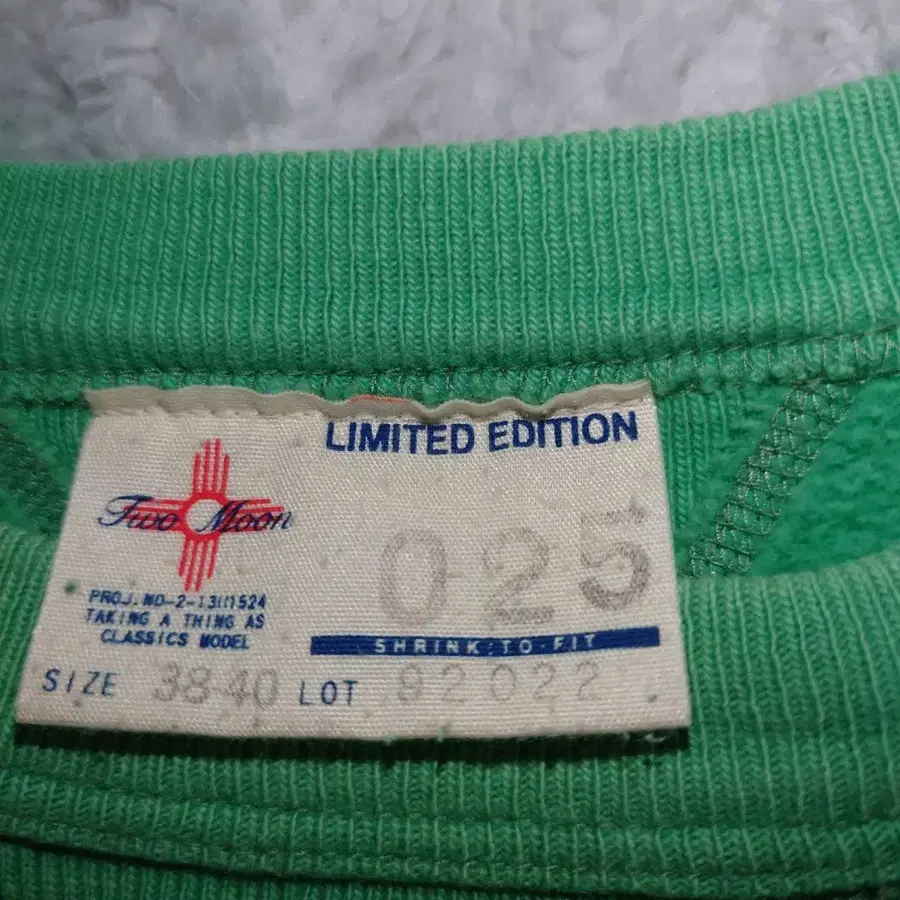 LIMITED EDITION
Two Moon
025
PROJ.NO-2-13(1)1524
TAKING A THING AS
CLASSICS MODEL
SHRINK·TO·FIT
SIZE 38-40 LOT 92022